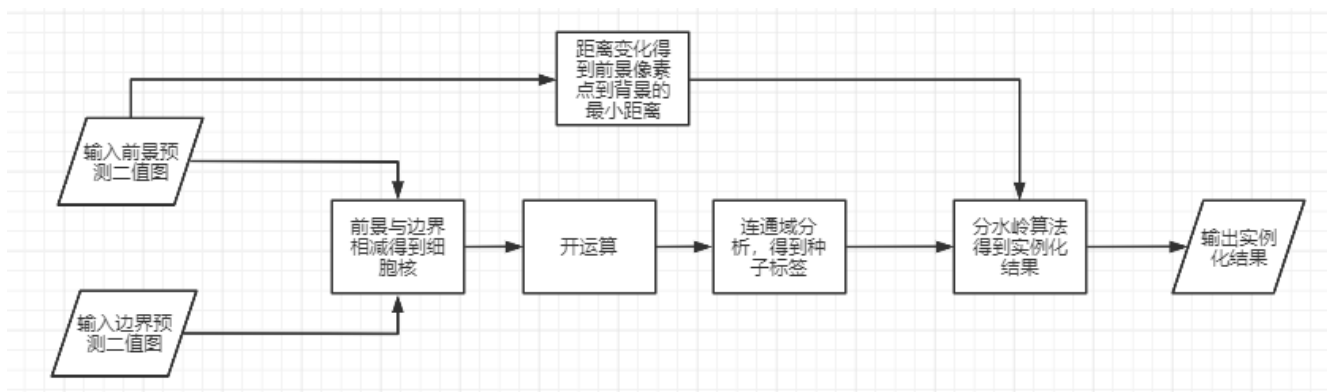 距离变化得
到前景像素
点到背景的
最小距离
输入前景预
测二值图
前景与边界
相减得到细
胞核
开运算
连通域分
析，得到种
子标签
分水岭算法
得到实例化
结果
输出实例
化结果
输入边界预
测二值图